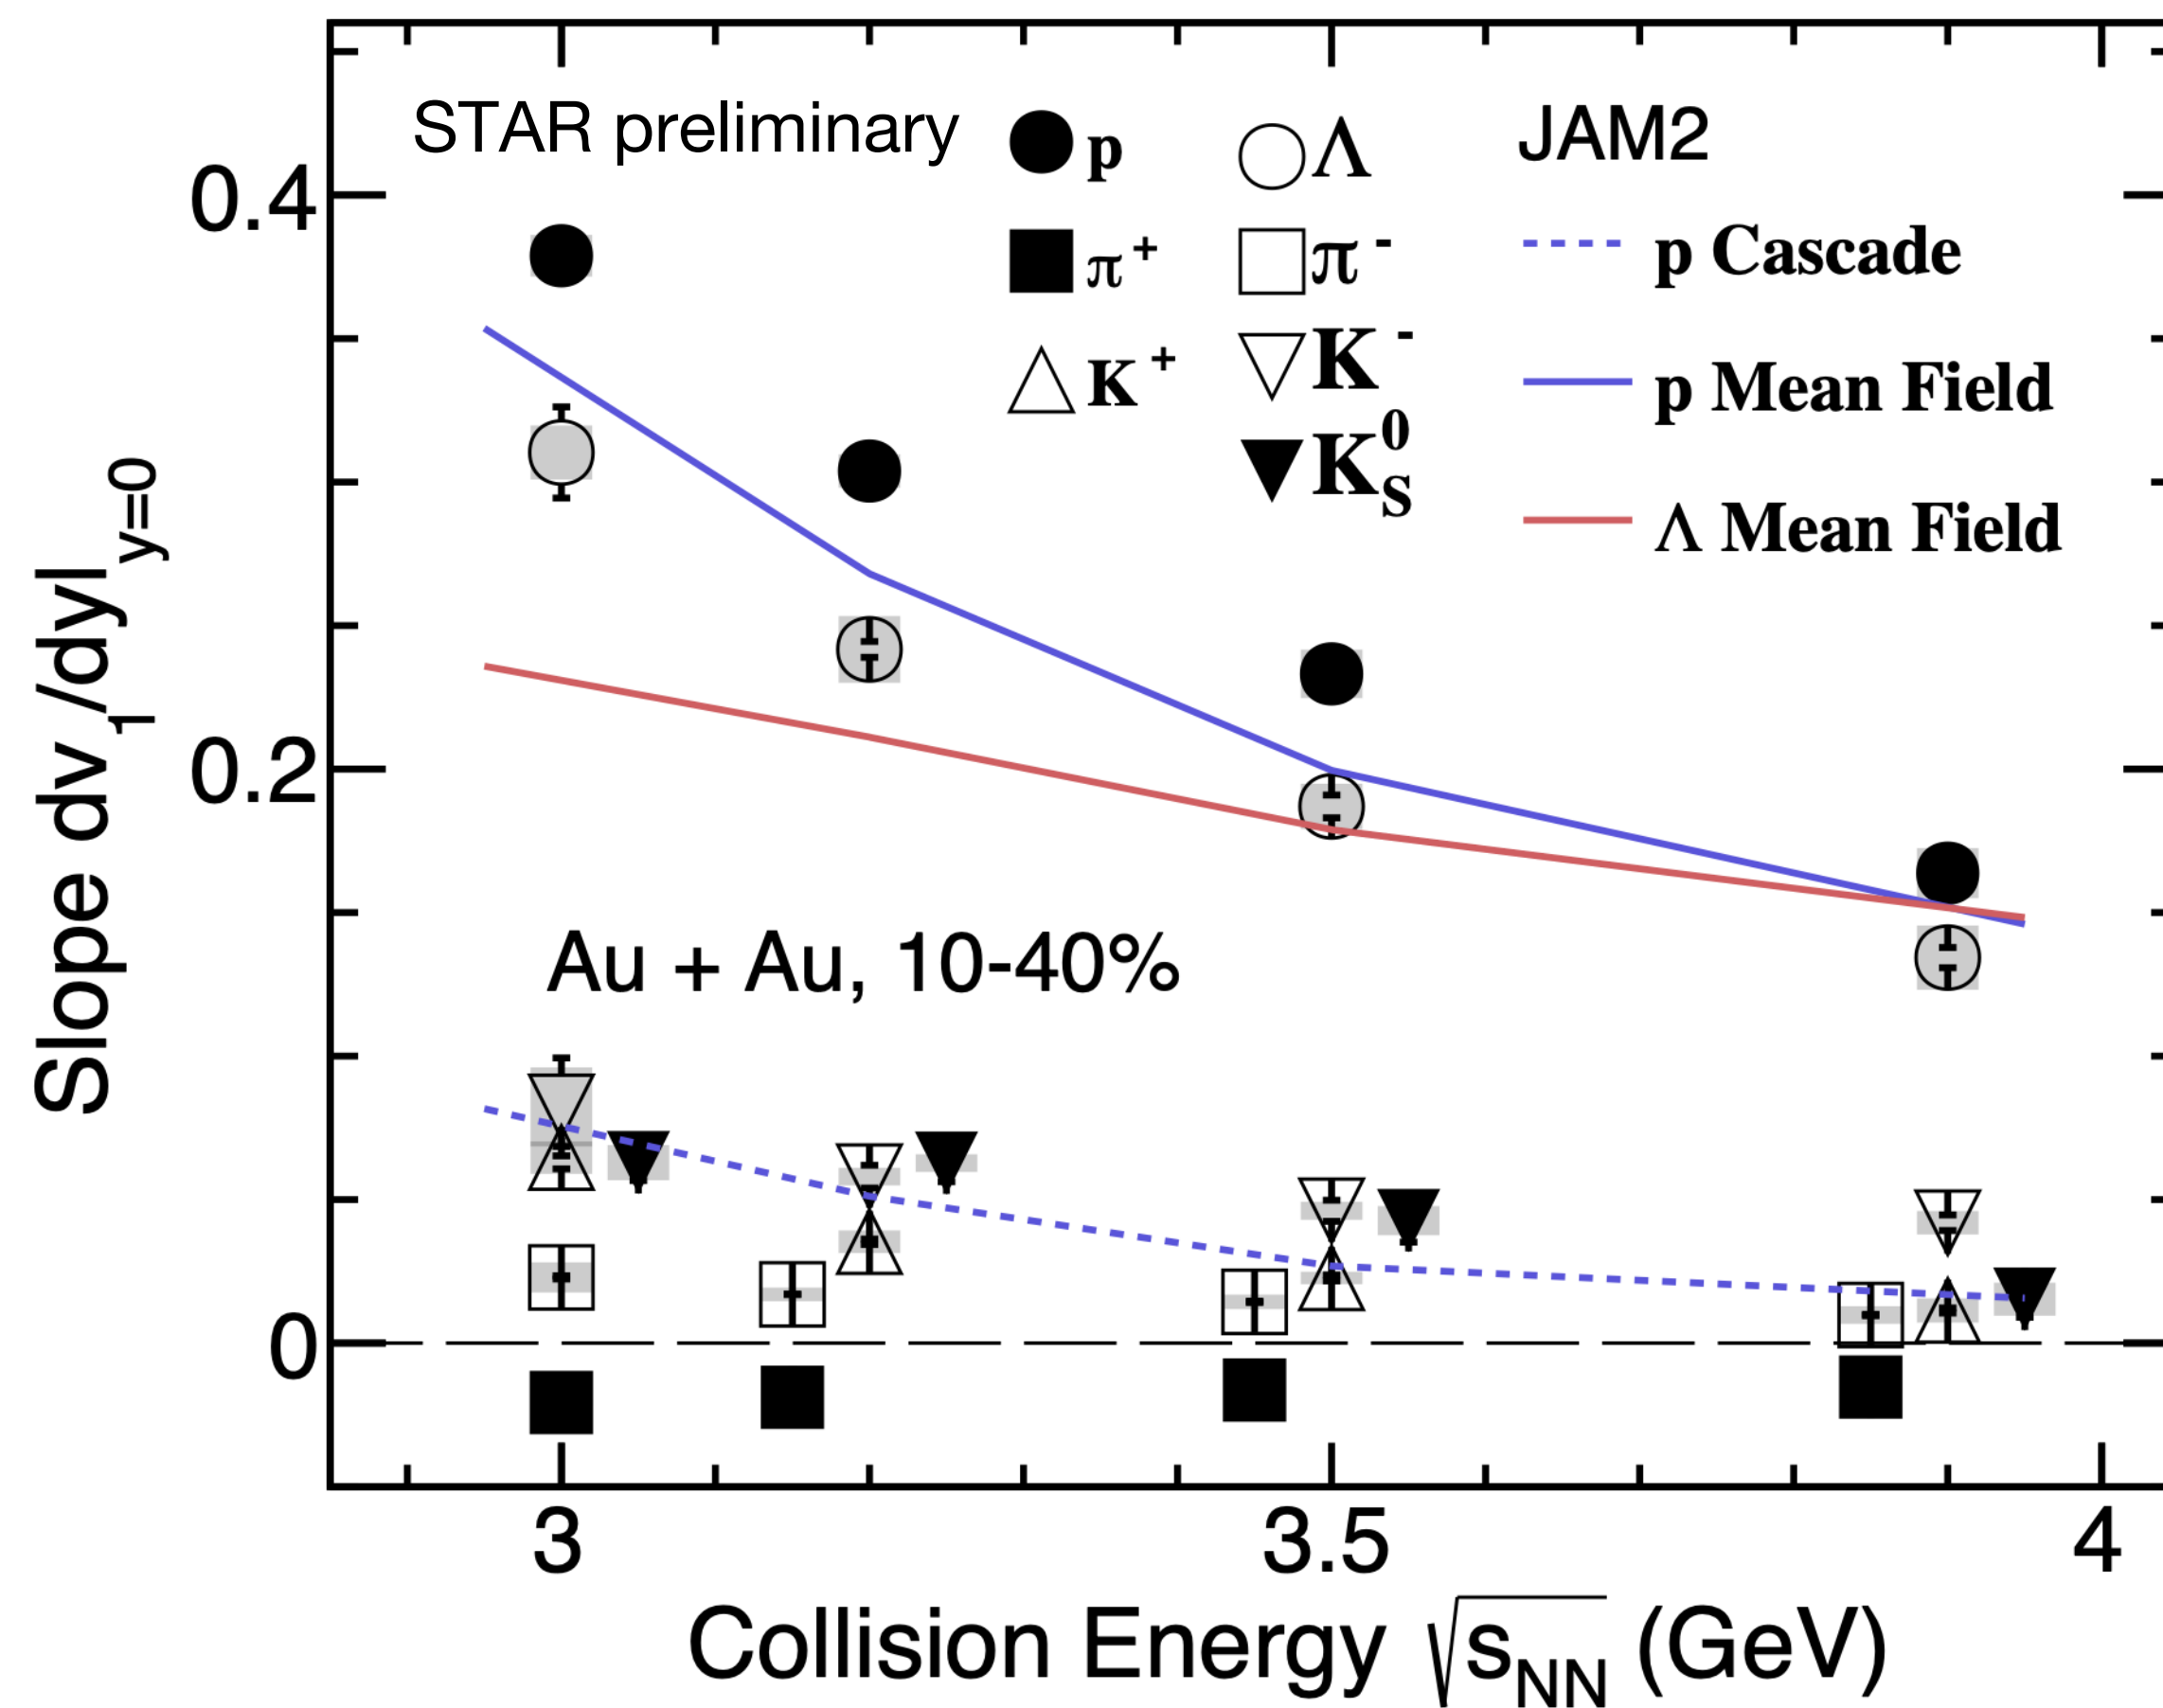 STAR preliminary
p
Λ
π+
π-
K+
K-
K0S
JAM2
p Cascade
p Mean Field
Λ Mean Field
0.4
0.2
0
Slope dv1/dy|y=0
Au + Au, 10-40%
3
3.5
4
Collision Energy √sNN (GeV)